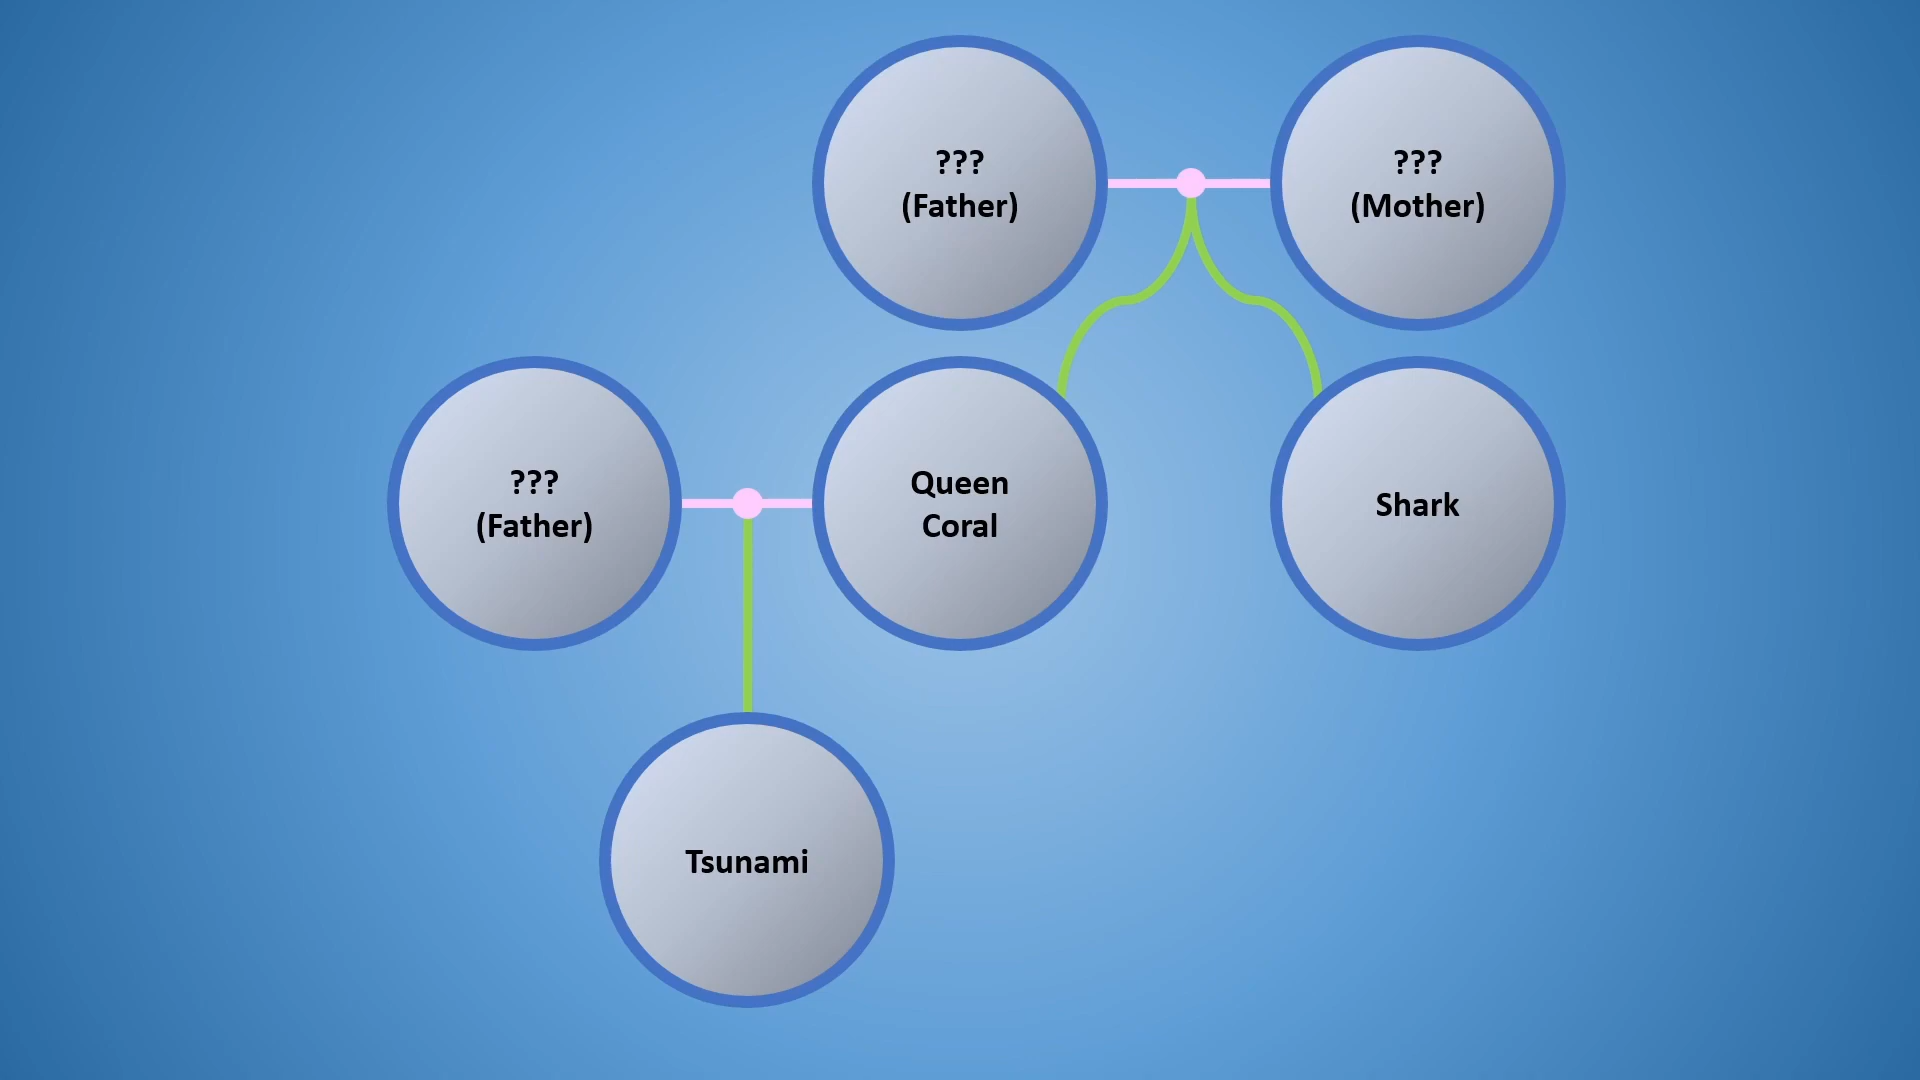 ???
(Father)
???
(Mother)
???
(Father)
Queen
Coral
Shark
Tsunami